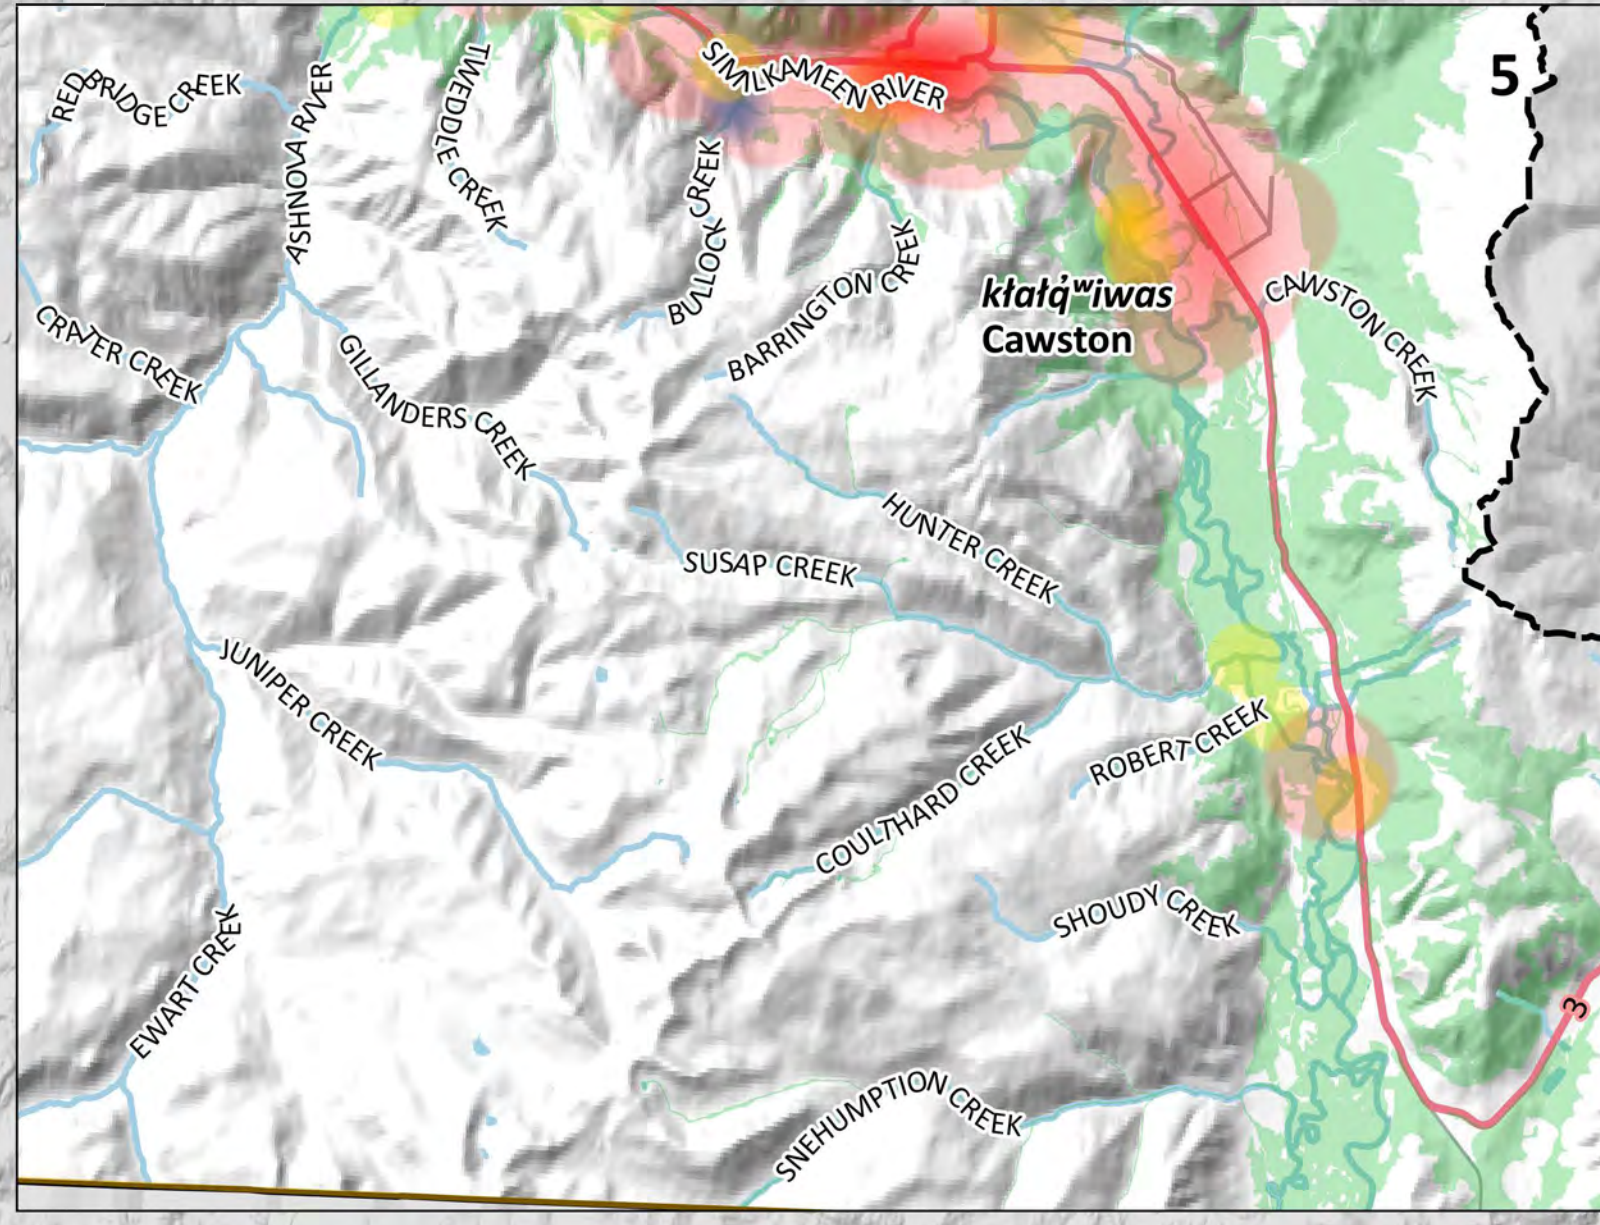 SIMILKAMEEN RIVER
5
RED BRIDGE CREEK
ASHNOLA RIVER
TWEDDLE CREEK
BULLOCK CREEK
BARRINGTON CREEK
kłałq̓ʷiwas
Cawston
CAWSTON CREEK
CRATER CREEK
GILLANDERS CREEK
HUNTER CREEK
SUSAP CREEK
JUNIPER CREEK
ROBERT CREEK
COULTHARD CREEK
SHOUDY CREEK
EWART CREEK
3
SNEHUMPTION CREEK